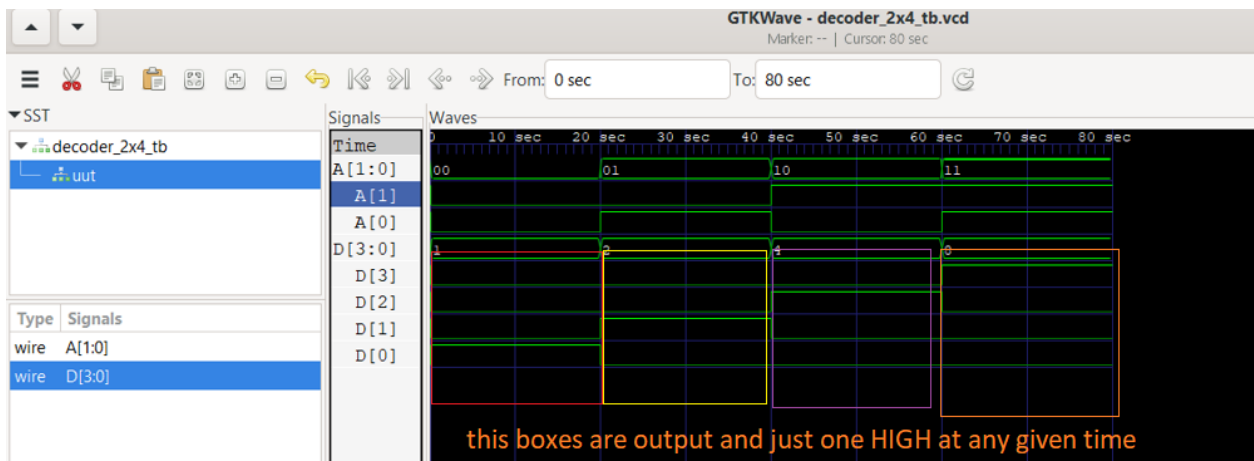 GTKWave - decoder_2x4_tb.vcd
Marker: -- | Cursor: 80 sec
From: 0 sec To: 80 sec
SST
decoder_2x4_tb
uut
Type Signals
wire A[1:0]
wire D[3:0]
Signals
Time
A[1:0]
A[1]
A[0]
D[3:0]
D[3]
D[2]
D[1]
D[0]
Waves
0 10 sec 20 sec 30 sec 40 sec 50 sec 60 sec 70 sec 80 sec
00 01 10 11
1 2 4 8
this boxes are output and just one HIGH at any given time